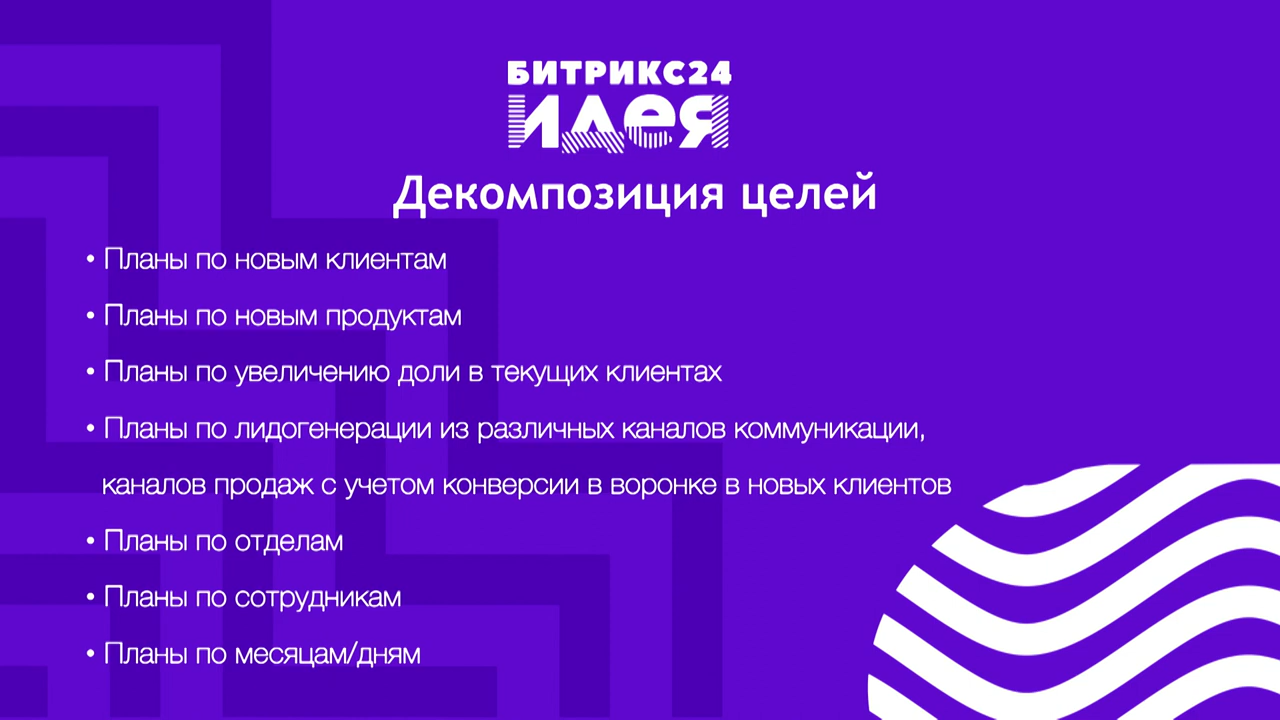 БИТРИКС24
ИДЕЯ
Декомпозиция целей
• Планы по новым клиентам
• Планы по новым продуктам
• Планы по увеличению доли в текущих клиентах
• Планы по лидогенерации из различных каналов коммуникации,
каналов продаж с учетом конверсии в воронке в новых клиентов
• Планы по отделам
• Планы по сотрудникам
• Планы по месяцам/дням